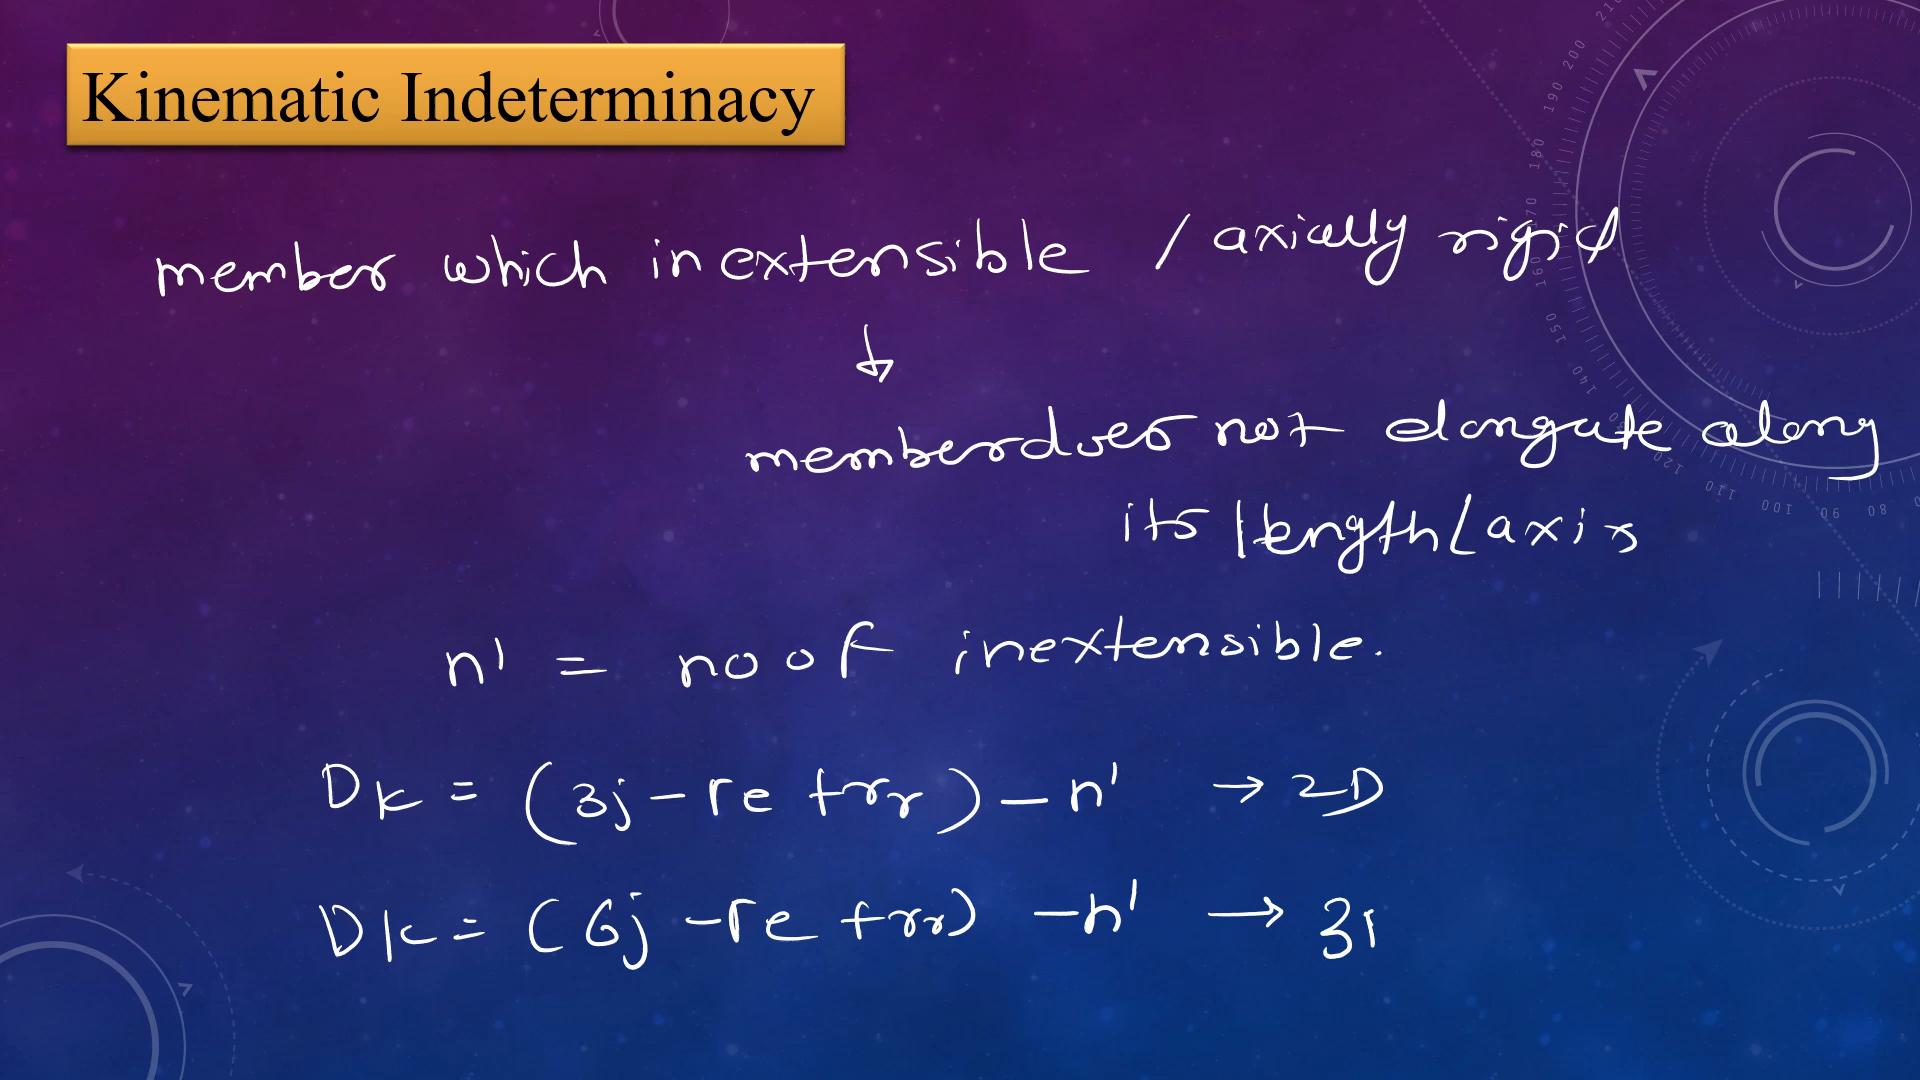 Kinematic Indeterminacy
member which inextensible / axially rigid
↓
member does not elongate along
its length / axis
n' = no of inextensible.
Dk = (3j - re + rr) - n' → 2D
Dk = (6j - re + rr) - n' → 3